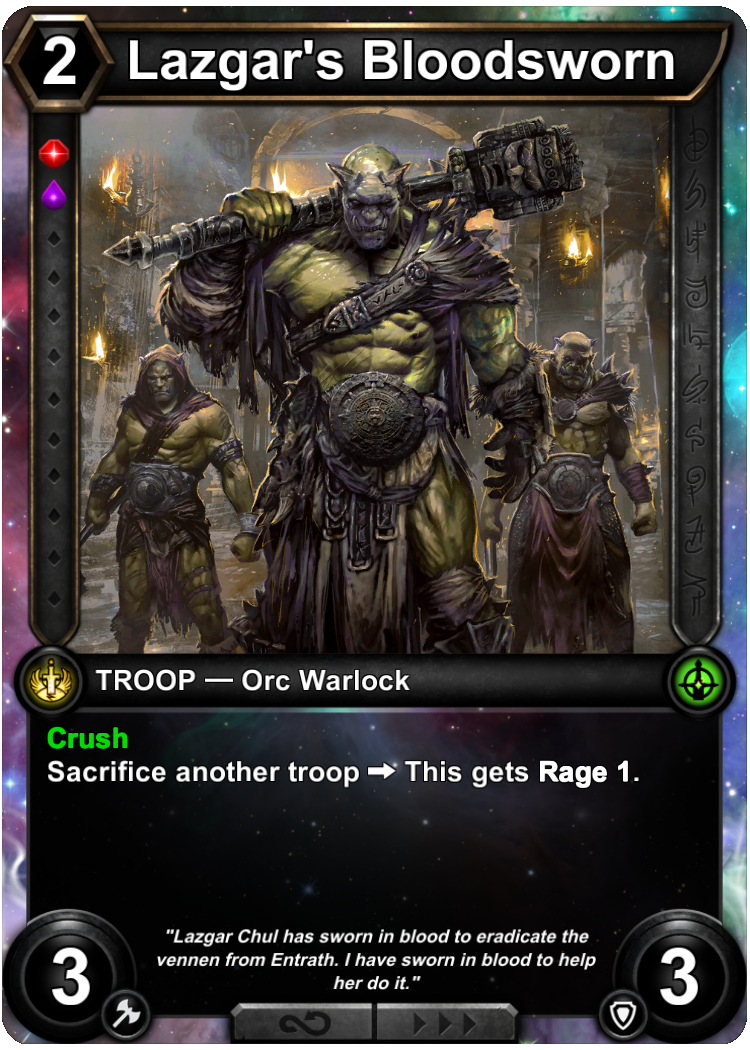 2
Lazgar's Bloodsworn
TROOP — Orc Warlock
Crush
Sacrifice another troop ➡ This gets Rage 1.
"Lazgar Chul has sworn in blood to eradicate the
vennen from Entrath. I have sworn in blood to help
her do it."
3
3